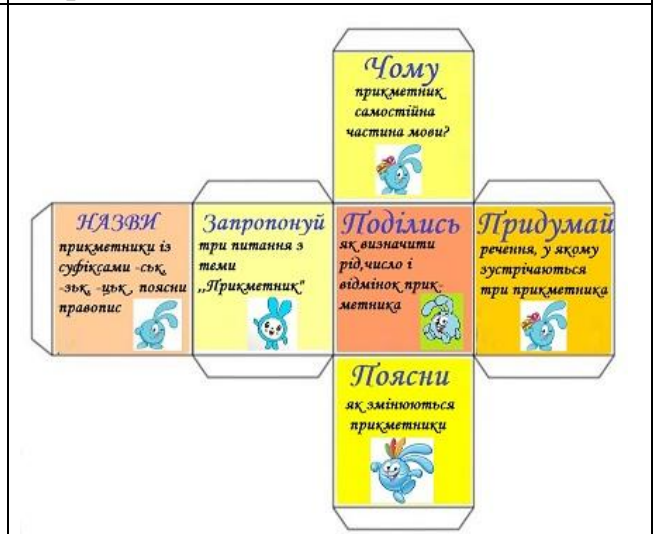 Чому
прикметник
самостійна
частина мови?
НАЗВИ
прикметники із
суфіксами -ськ,
-зьк, -цьк , поясни
правопис
Запропонуй
три питання з
теми
,,Прикметник"
Поділись
як визначити
рід,число і
відмінок прик-
метника
Придумай
речення, у якому
зустрічаються
три прикметника
Поясни
як змінюються
прикметники